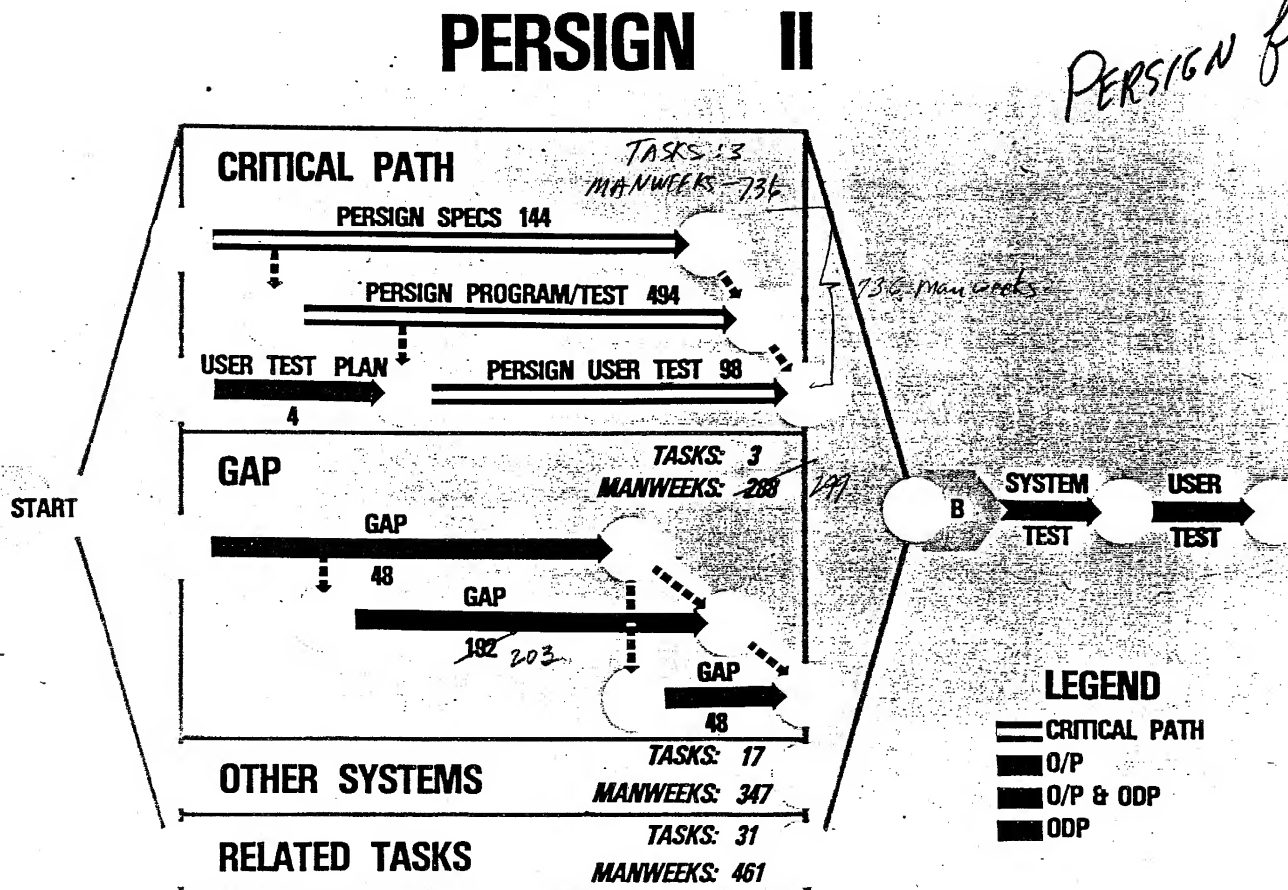 PERSIGN II
PERSIGN
CRITICAL PATH
TASKS: 3
MANWEEKS - 736
PERSIGN SPECS 144
736 man weeks
PERSIGN PROGRAM/TEST 494
USER TEST PLAN
4
PERSIGN USER TEST 98
GAP
TASKS: 3
MANWEEKS: 288 299
START
GAP
48
GAP
192 203
GAP
48
B
SYSTEM
TEST
USER
TEST
OTHER SYSTEMS
TASKS: 17
MANWEEKS: 347
RELATED TASKS
TASKS: 31
MANWEEKS: 461
LEGEND
CRITICAL PATH
O/P
O/P & ODP
ODP